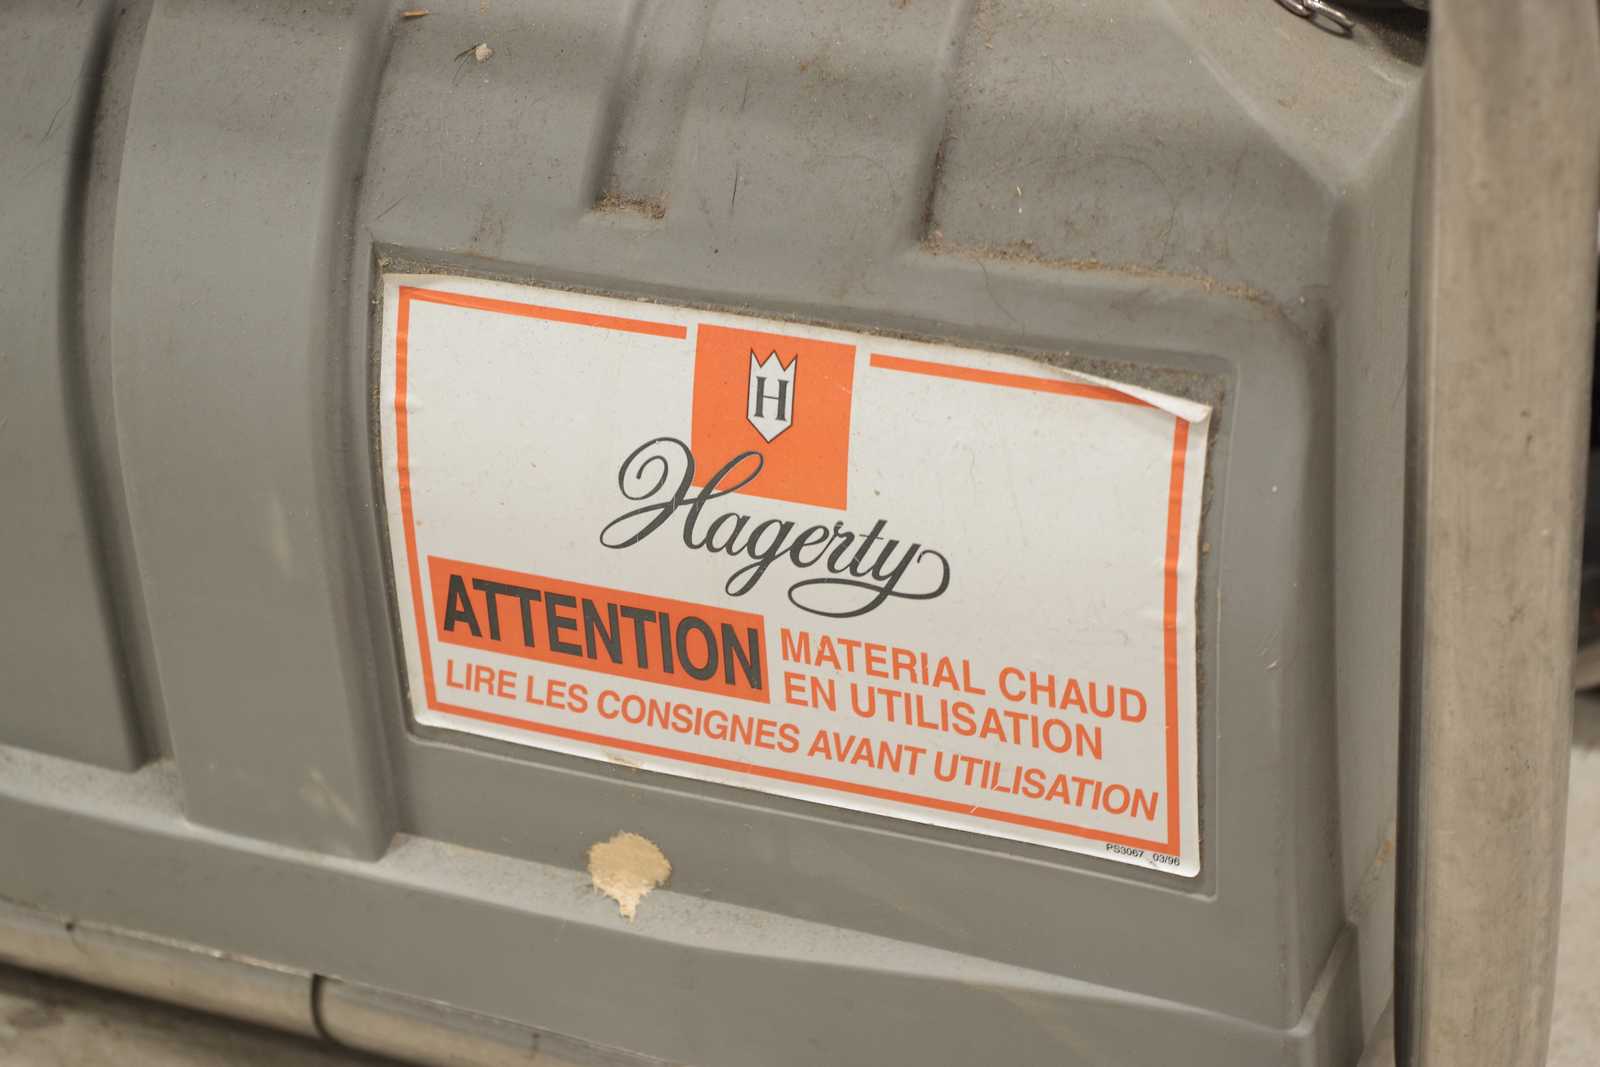 H
Hagerty
ATTENTION MATERIAL CHAUD
EN UTILISATION
LIRE LES CONSIGNES AVANT UTILISATION
PS3067 03/96